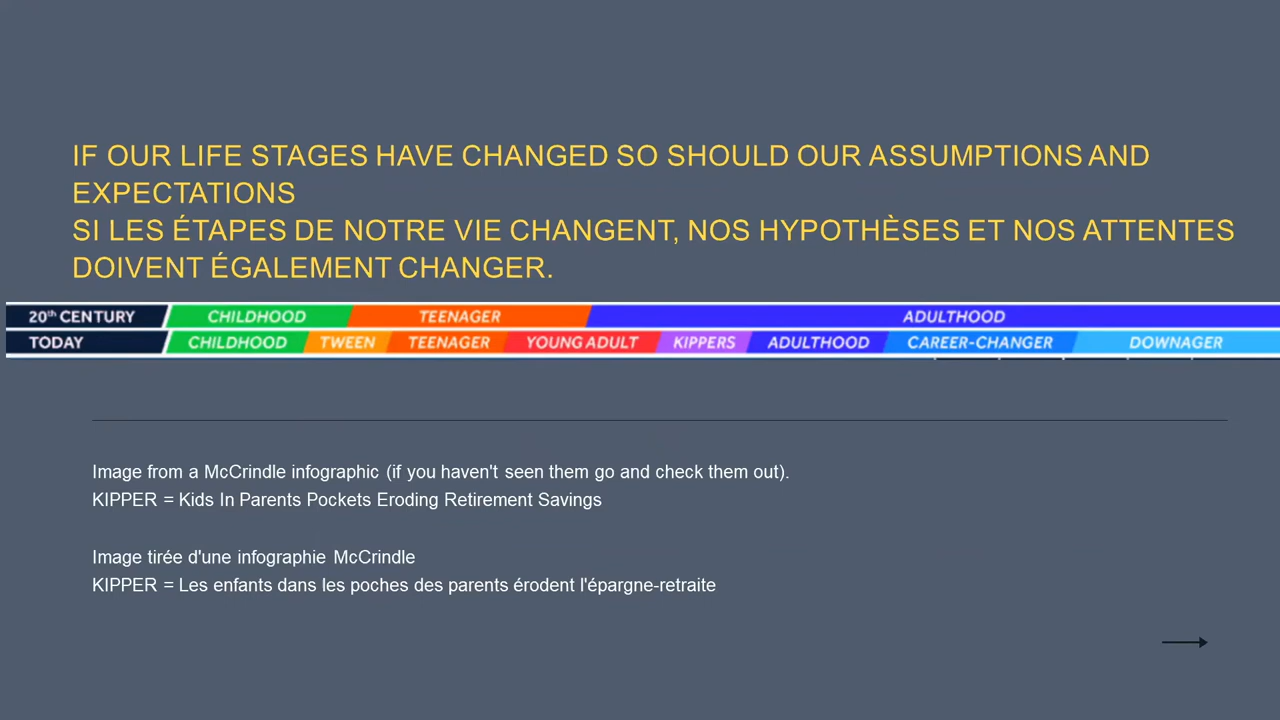 IF OUR LIFE STAGES HAVE CHANGED SO SHOULD OUR ASSUMPTIONS AND
EXPECTATIONS
SI LES ÉTAPES DE NOTRE VIE CHANGENT, NOS HYPOTHÈSES ET NOS ATTENTES
DOIVENT ÉGALEMENT CHANGER.
20th CENTURY CHILDHOOD TEENAGER ADULTHOOD
TODAY CHILDHOOD TWEEN TEENAGER YOUNG ADULT KIPPERS ADULTHOOD CAREER-CHANGER DOWNAGER
Image from a McCrindle infographic (if you haven't seen them go and check them out).
KIPPER = Kids In Parents Pockets Eroding Retirement Savings
Image tirée d'une infographie McCrindle
KIPPER = Les enfants dans les poches des parents érodent l'épargne-retraite